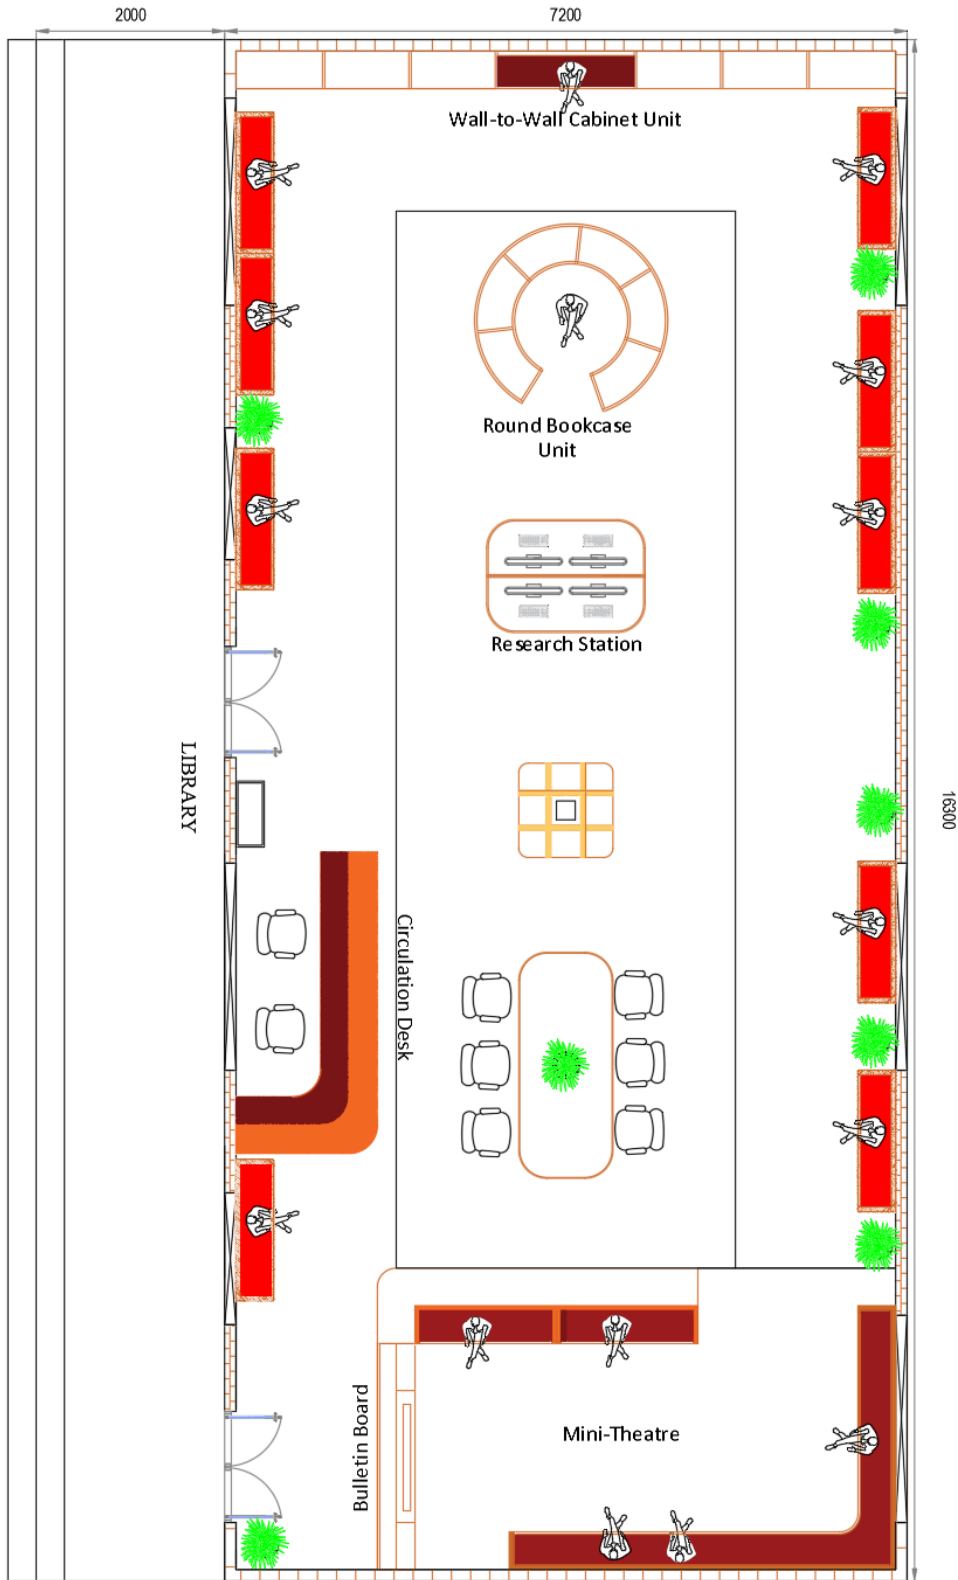 2000
7200
Wall-to-Wall Cabinet Unit
Round Bookcase
Unit
Research Station
LIBRARY
16300
Circulation Desk
Bulletin Board
Mini-Theatre